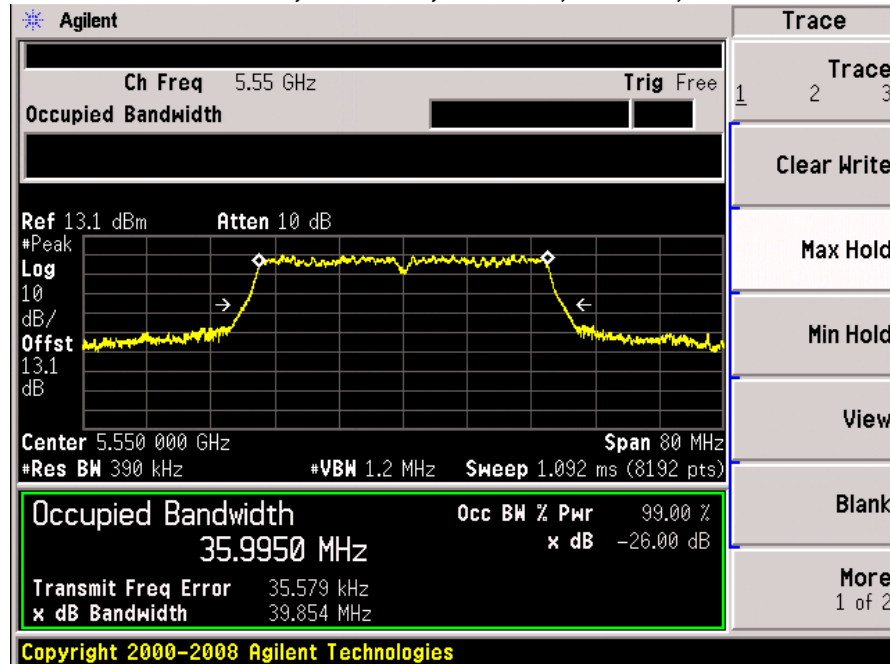 Agilent
Trace
Ch Freq 5.55 GHz Trig Free
Occupied Bandwidth
Trace
1 2 3
Clear Write
Max Hold
Min Hold
View
Blank
More
1 of 2
Ref 13.1 dBm Atten 10 dB
#Peak
Log
10
dB/
Offst
13.1
dB
Center 5.550 000 GHz Span 80 MHz
#Res BW 390 kHz #VBW 1.2 MHz Sweep 1.092 ms (8192 pts)
Occupied Bandwidth Occ BW % Pwr 99.00 %
35.9950 MHz x dB -26.00 dB
Transmit Freq Error 35.579 kHz
x dB Bandwidth 39.854 MHz
Copyright 2000-2008 Agilent Technologies